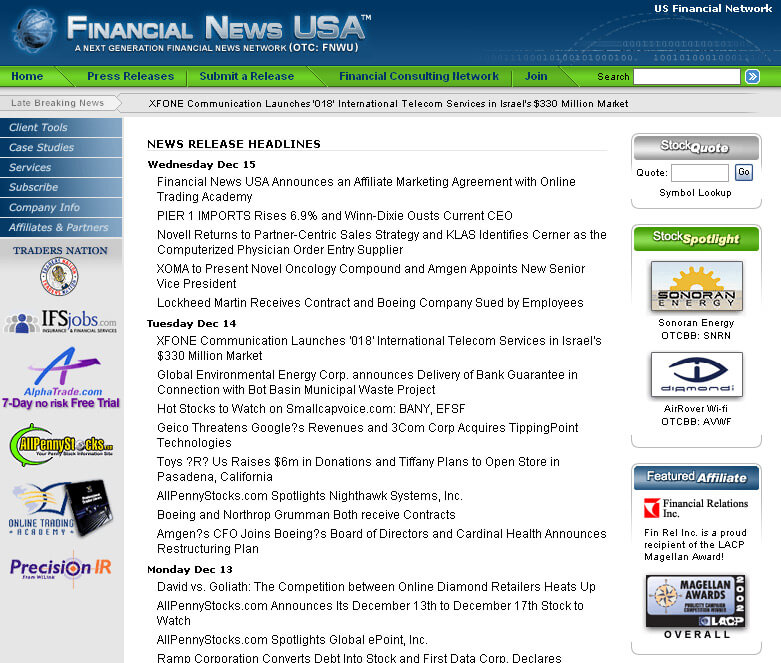 US Financial Network
FINANCIAL NEWS USA™
A NEXT GENERATION FINANCIAL NEWS NETWORK (OTC: FNWU)
Home
Press Releases
Submit a Release
Financial Consulting Network
Join
Search
Late Breaking News
XFONE Communication Launches '018' International Telecom Services in Israel's $330 Million Market
Client Tools
Case Studies
Services
Subscribe
Company Info
Affiliates & Partners
TRADERS NATION
IFSjobs.com
INSURANCE & FINANCIAL SERVICES
AlphaTrade.com
7-Day no risk Free Trial
AllPennyStocks.com
Your Penny Stock Information Site
ONLINE TRADING
ACADEMY
Precision-IR
From WILink
NEWS RELEASE HEADLINES
Wednesday Dec 15
Financial News USA Announces an Affiliate Marketing Agreement with Online
Trading Academy
PIER 1 IMPORTS Rises 6.9% and Winn-Dixie Ousts Current CEO
Novell Returns to Partner-Centric Sales Strategy and KLAS Identifies Cerner as the
Computerized Physician Order Entry Supplier
XOMA to Present Novel Oncology Compound and Amgen Appoints New Senior
Vice President
Lockheed Martin Receives Contract and Boeing Company Sued by Employees
Tuesday Dec 14
XFONE Communication Launches '018' International Telecom Services in Israel's
$330 Million Market
Global Environmental Energy Corp. announces Delivery of Bank Guarantee in
Connection with Bot Basin Municipal Waste Project
Hot Stocks to Watch on Smallcapvoice.com: BANY, EFSF
Geico Threatens Google?s Revenues and 3Com Corp Acquires TippingPoint
Technologies
Toys ?R? Us Raises $6m in Donations and Tiffany Plans to Open Store in
Pasadena, California
AllPennyStocks.com Spotlights Nighthawk Systems, Inc.
Boeing and Northrop Grumman Both receive Contracts
Amgen?s CFO Joins Boeing?s Board of Directors and Cardinal Health Announces
Restructuring Plan
Monday Dec 13
David vs. Goliath: The Competition between Online Diamond Retailers Heats Up
AllPennyStocks.com Announces Its December 13th to December 17th Stock to
Watch
AllPennyStocks.com Spotlights Global ePoint, Inc.
Ramp Corporation Converts Debt Into Stock and First Data Corp. Declares
StockQuote
Quote:
Go
Symbol Lookup
StockSpotlight
SONORAN
ENERGY
Sonoran Energy
OTCBB: SNRN
diamondi
AirRover Wi-fi
OTCBB: AVWF
Featured Affiliate
Financial Relations
Inc.
Fin Rel Inc. is a proud
recipient of the LACP
Magellan Award!
MAGELLAN
AWARDS
PUBLICITY CAMPAIGN
COMPETITION WINNER
2002
LACP
OVERALL